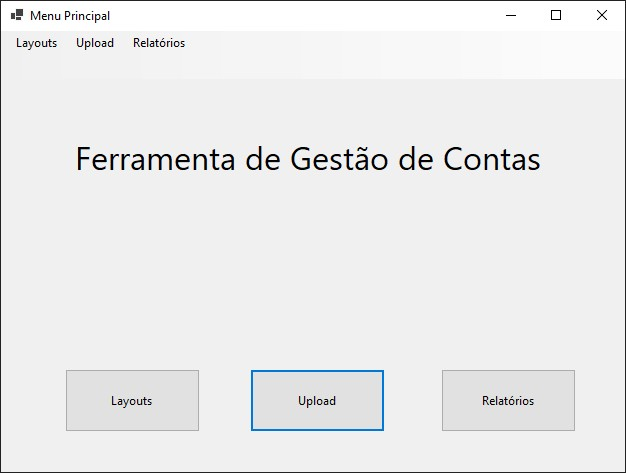 Menu Principal
Layouts Upload Relatórios
Ferramenta de Gestão de Contas
Layouts Upload Relatórios